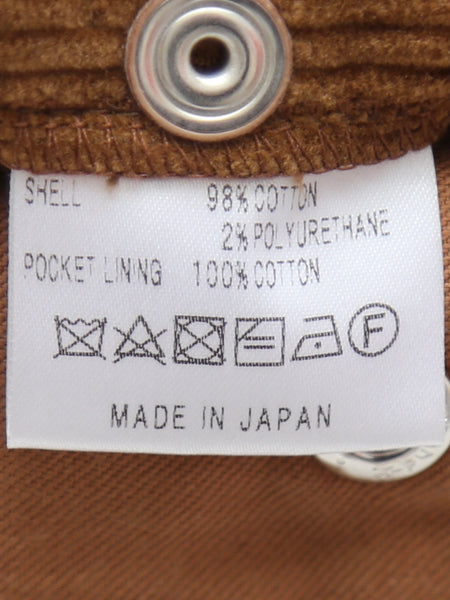 SHELL 98% COTTON
2% POLYURETHANE
POCKET LINING 100% COTTON
F
MADE IN JAPAN